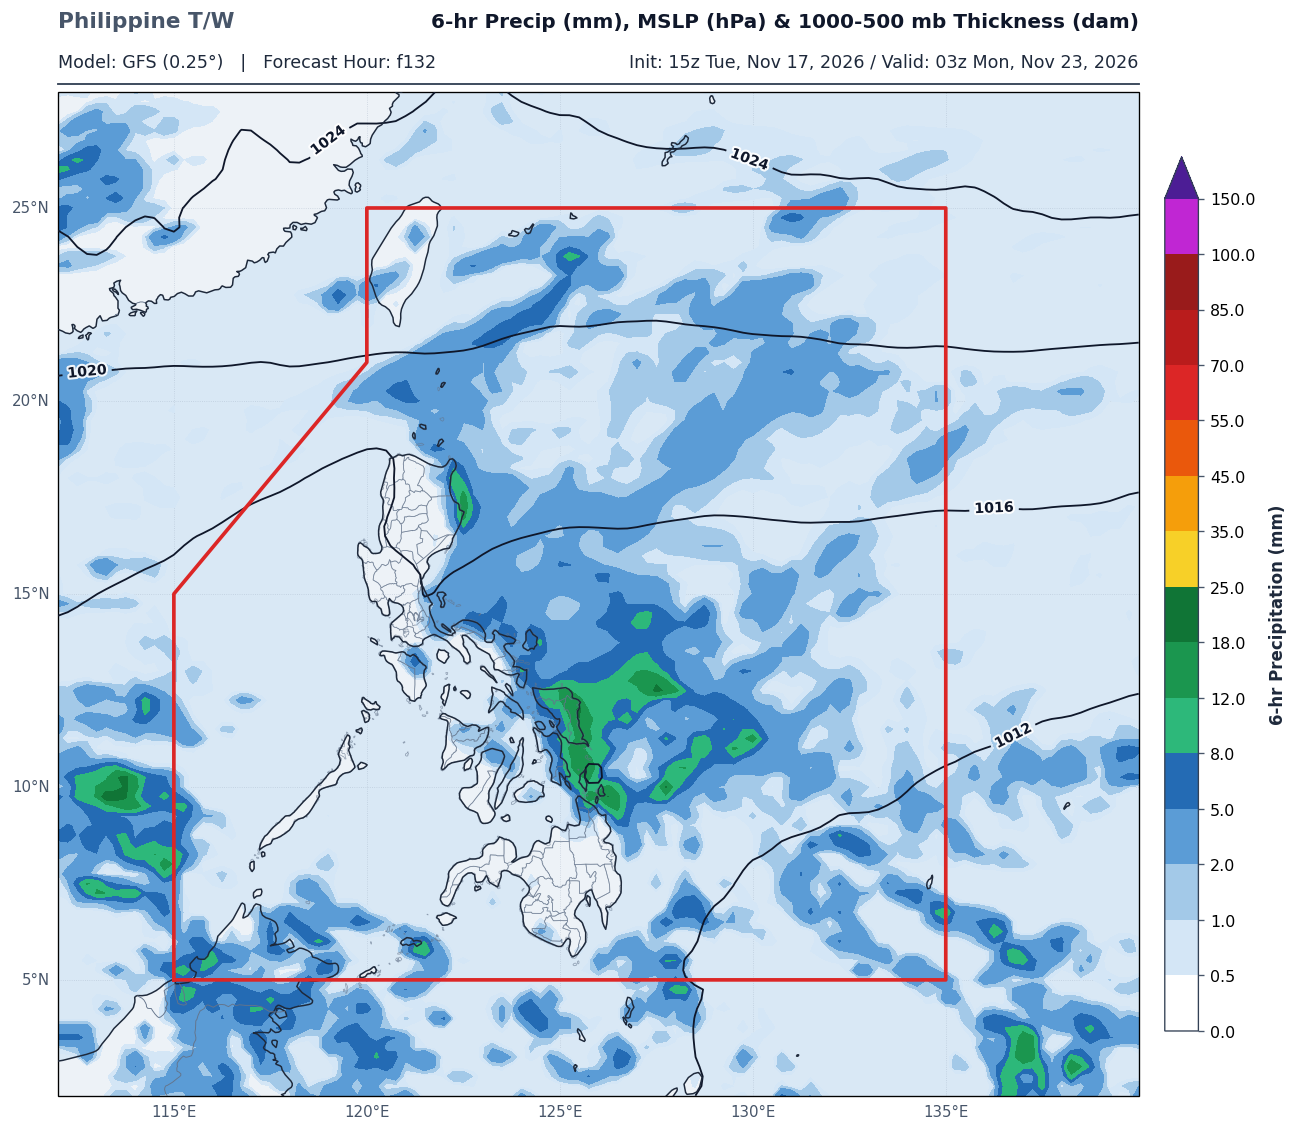 Philippine T/W
6-hr Precip (mm), MSLP (hPa) & 1000-500 mb Thickness (dam)
Model: GFS (0.25°)   |   Forecast Hour: f132
Init: 15z Tue, Nov 17, 2026 / Valid: 03z Mon, Nov 23, 2026
1024
1024
1020
1016
1012
25°N
20°N
15°N
10°N
5°N
115°E
120°E
125°E
130°E
135°E
150.0
100.0
85.0
70.0
55.0
45.0
35.0
25.0
18.0
12.0
8.0
5.0
2.0
1.0
0.5
0.0
6-hr Precipitation (mm)